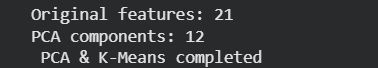 Original features: 21
PCA components: 12
PCA & K-Means completed